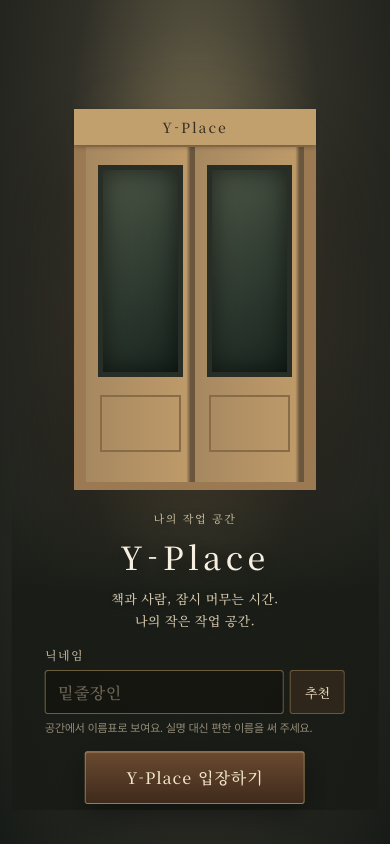 Y-Place
나의 작업 공간
Y-Place
책과 사람, 잠시 머무는 시간.
나의 작은 작업 공간.
닉네임
밑줄장인
추천
공간에서 이름표로 보여요. 실명 대신 편한 이름을 써 주세요.
Y-Place 입장하기